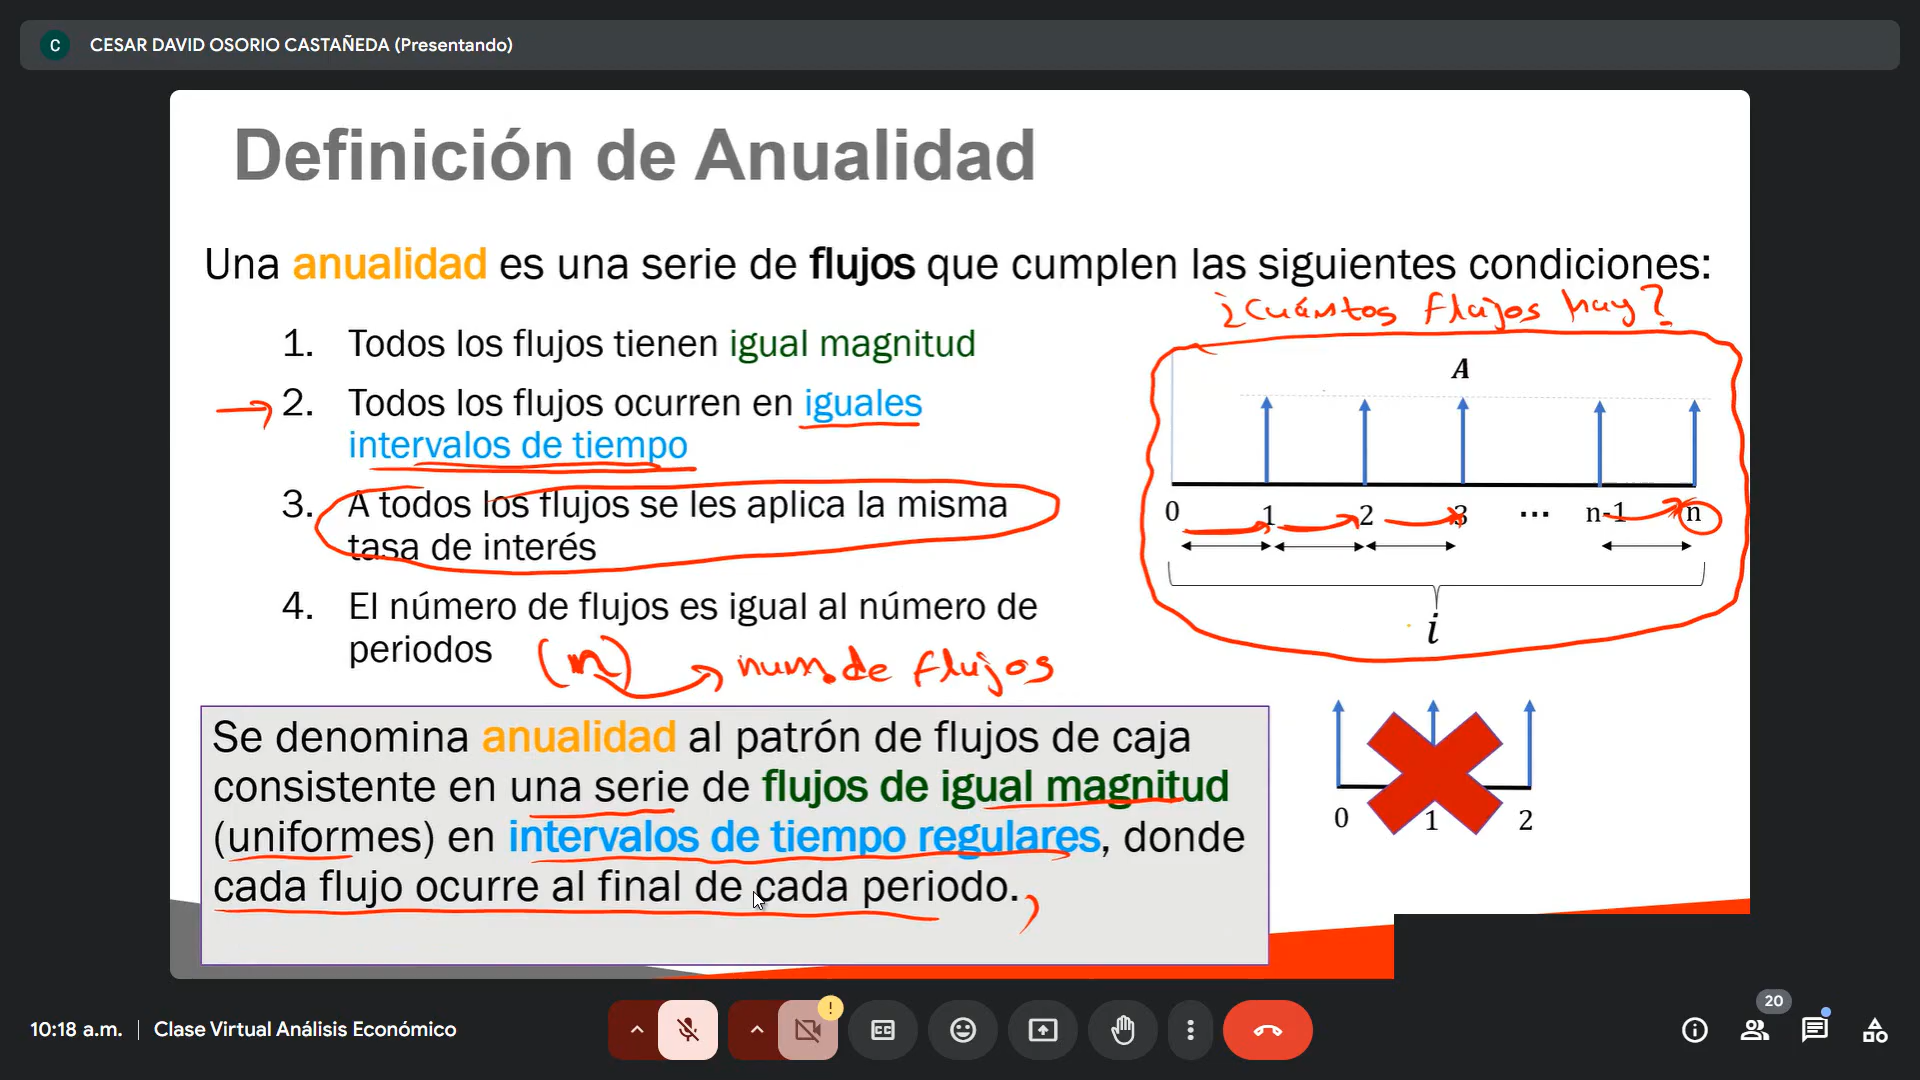 C CESAR DAVID OSORIO CASTAÑEDA (Presentando)
Definición de Anualidad
Una anualidad es una serie de flujos que cumplen las siguientes condiciones:
¿Cuántos flujos hay?
1. Todos los flujos tienen igual magnitud
2. Todos los flujos ocurren en iguales
intervalos de tiempo
3. A todos los flujos se les aplica la misma
tasa de interés
4. El número de flujos es igual al número de
periodos (n) num. de flujos
A
0 1 2 3 ... n-1 n
i
Se denomina anualidad al patrón de flujos de caja
consistente en una serie de flujos de igual magnitud
(uniformes) en intervalos de tiempo regulares, donde
cada flujo ocurre al final de cada periodo.
0 1 2
10:18 a.m. | Clase Virtual Análisis Económico
!
CC
20